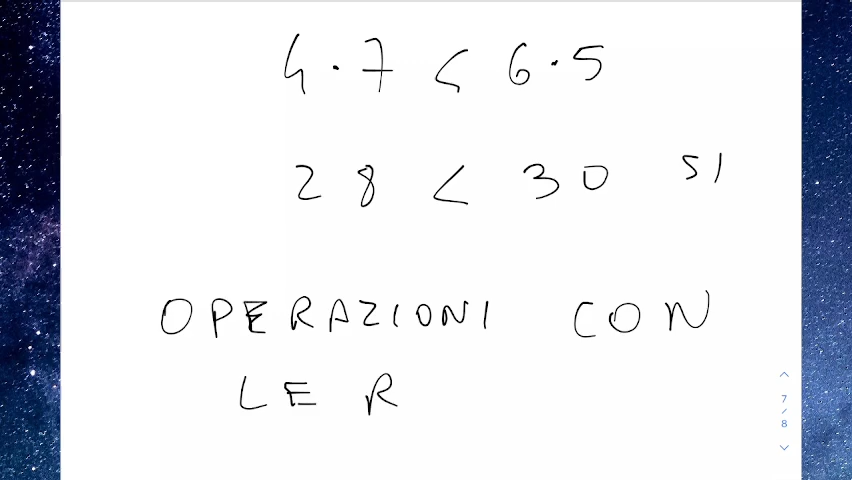 4 · 7 < 6 · 5
28 < 30 SI
OPERAZIONI CON
LE R
7
/
8